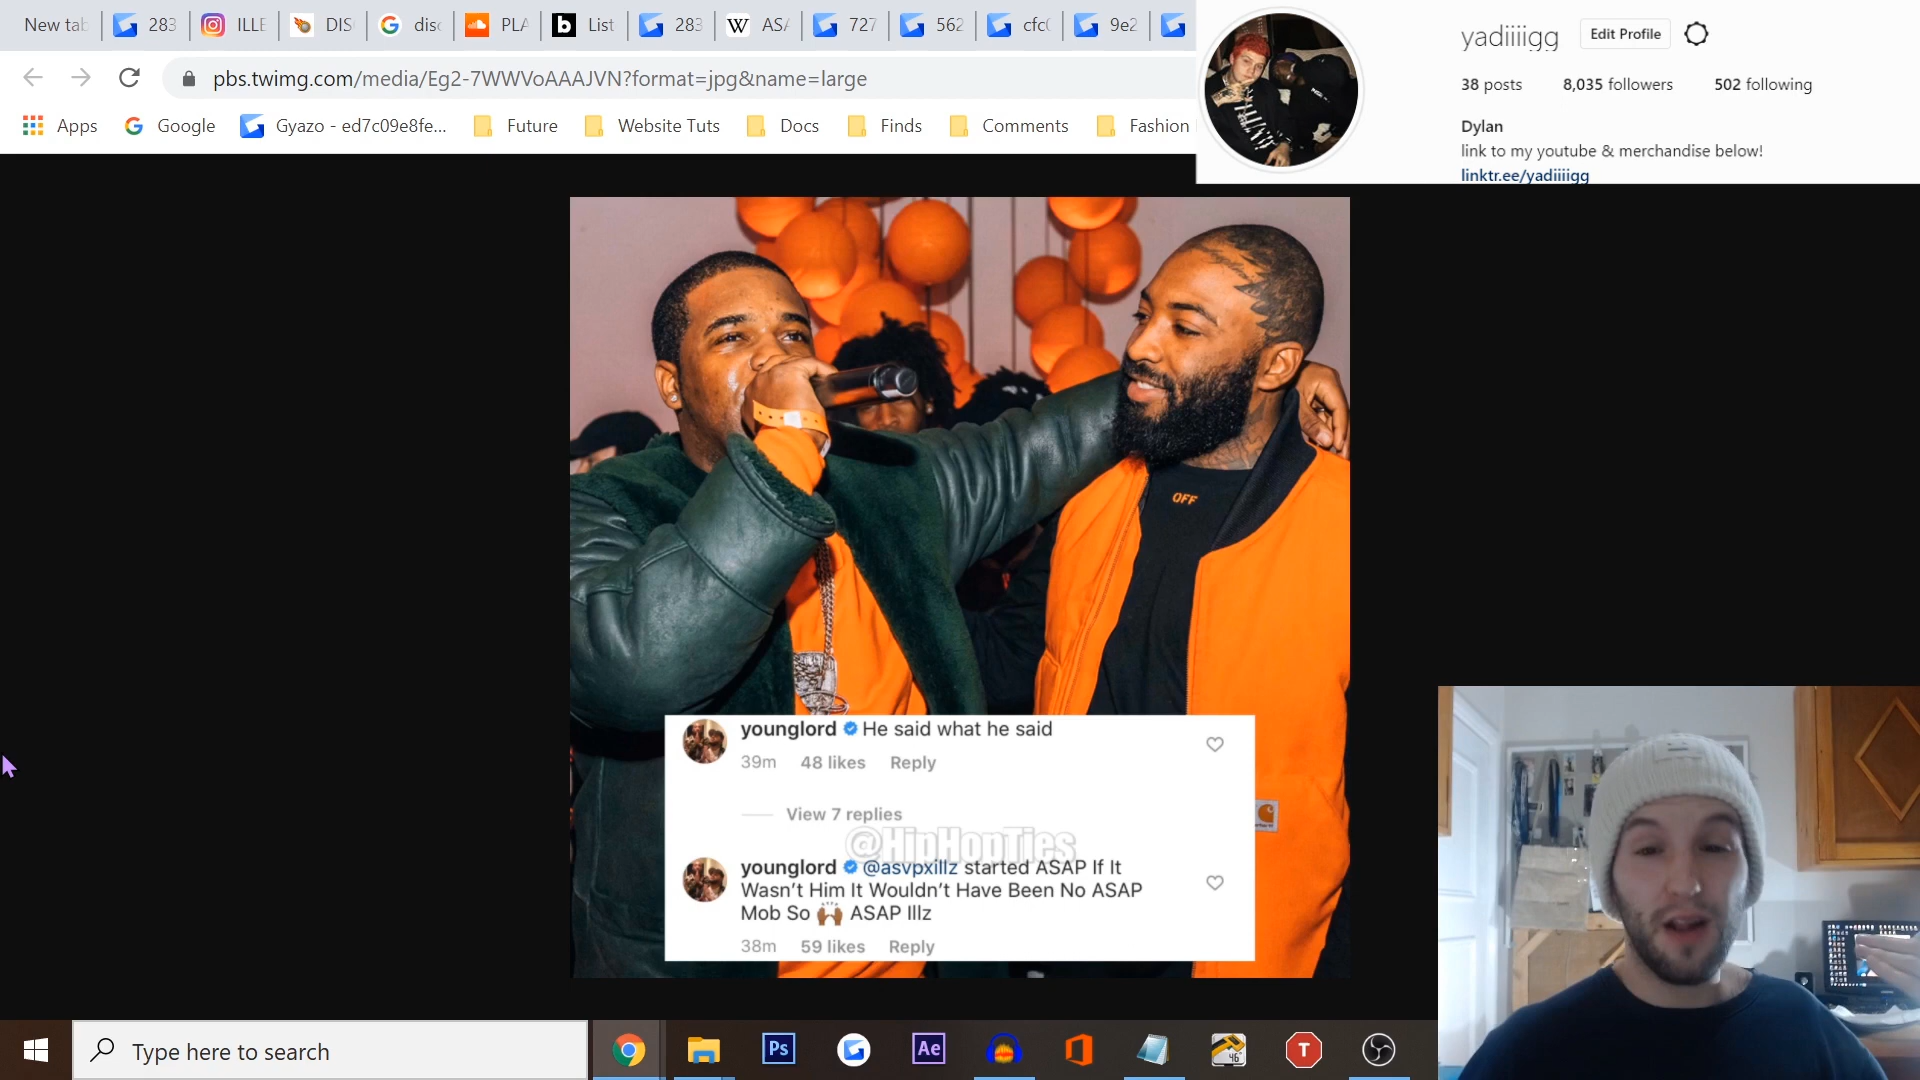 New tab
283
ILLE
DIS
disc
PLA
List
283
ASA
727
562
cfc0
9e2
pbs.twimg.com/media/Eg2-7WWVoAAAJVN?format=jpg&name=large
Apps
Google
Gyazo - ed7c09e8fe...
Future
Website Tuts
Docs
Finds
Comments
Fashion
yadiiiigg
Edit Profile
38 posts
8,035 followers
502 following
Dylan
link to my youtube & merchandise below!
linktr.ee/yadiiiigg
OFF
younglord He said what he said
39m 48 likes Reply
View 7 replies
@HipHopTies
younglord @asvpxillz started ASAP If It
Wasn't Him It Wouldn't Have Been No ASAP
Mob So 🙌🏾 ASAP Illz
38m 59 likes Reply
Type here to search
Ps
Ae
46°
T